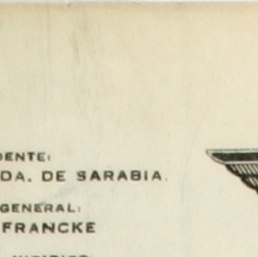 DENTE:
DA. DE SARABIA.
GENERAL:
FRANCKE